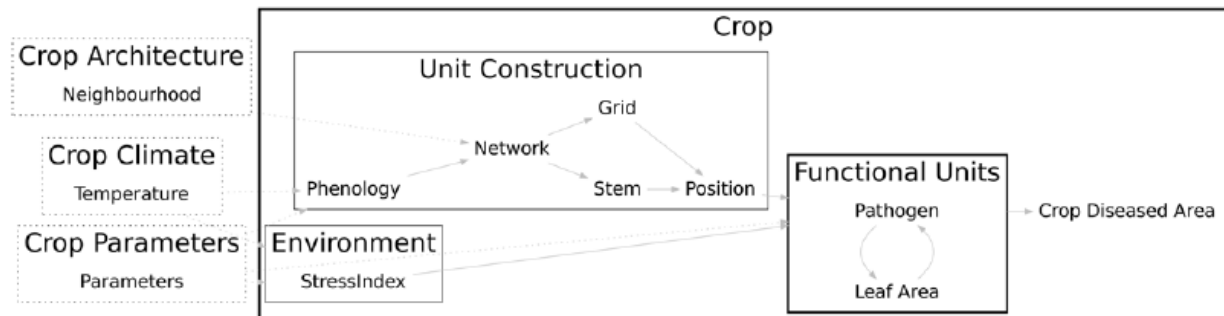 Crop
Crop Architecture
Neighbourhood
Unit Construction
Grid
Network
Crop Climate
Temperature
Phenology
Stem
Position
Functional Units
Pathogen
Crop Diseased Area
Leaf Area
Crop Parameters
Parameters
Environment
StressIndex